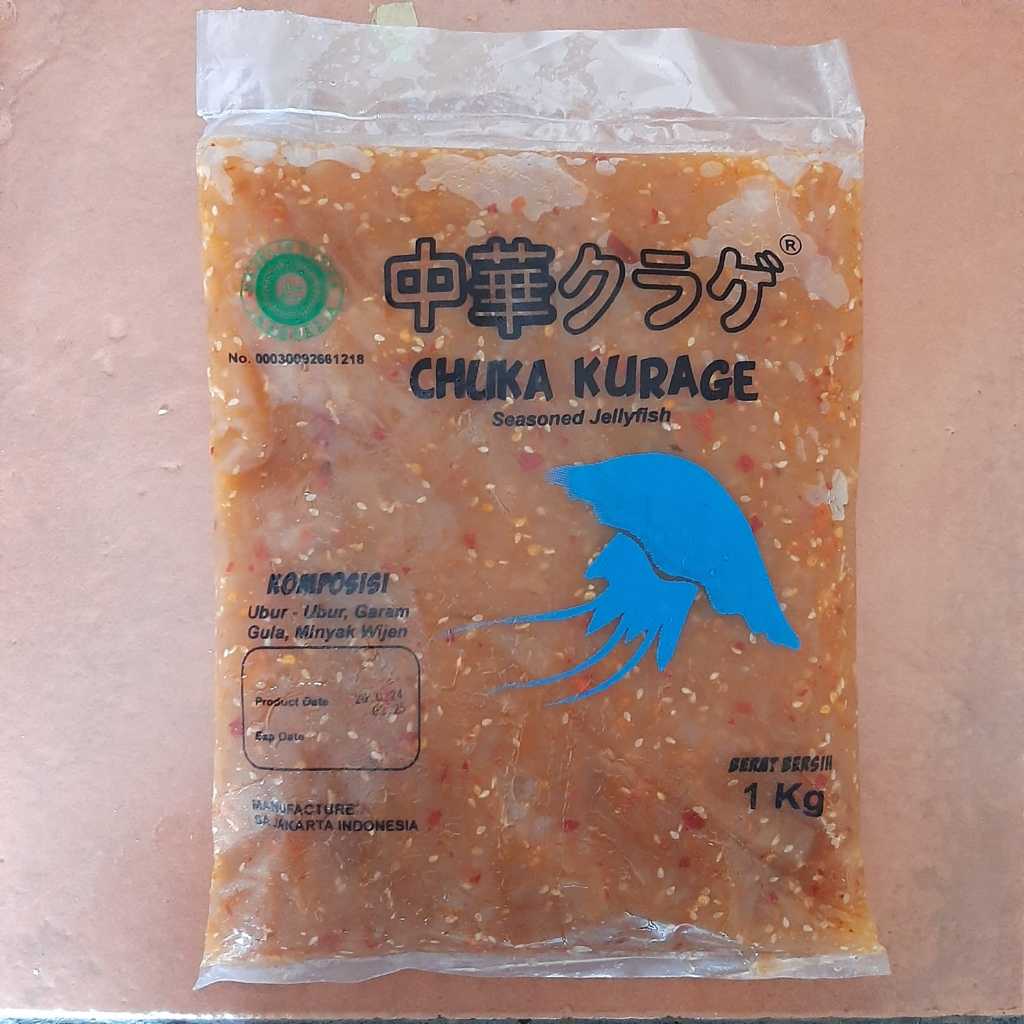 中華クラゲ®
CHUKA KURAGE
Seasoned Jellyfish
No. 00030092661218
KOMPOSISI
Ubur - Ubur, Garam
Gula, Minyak Wijen
Product Date
Exp Date
MANUFACTURE
JAKARTA INDONESIA
BERAT BERSIH
1 Kg